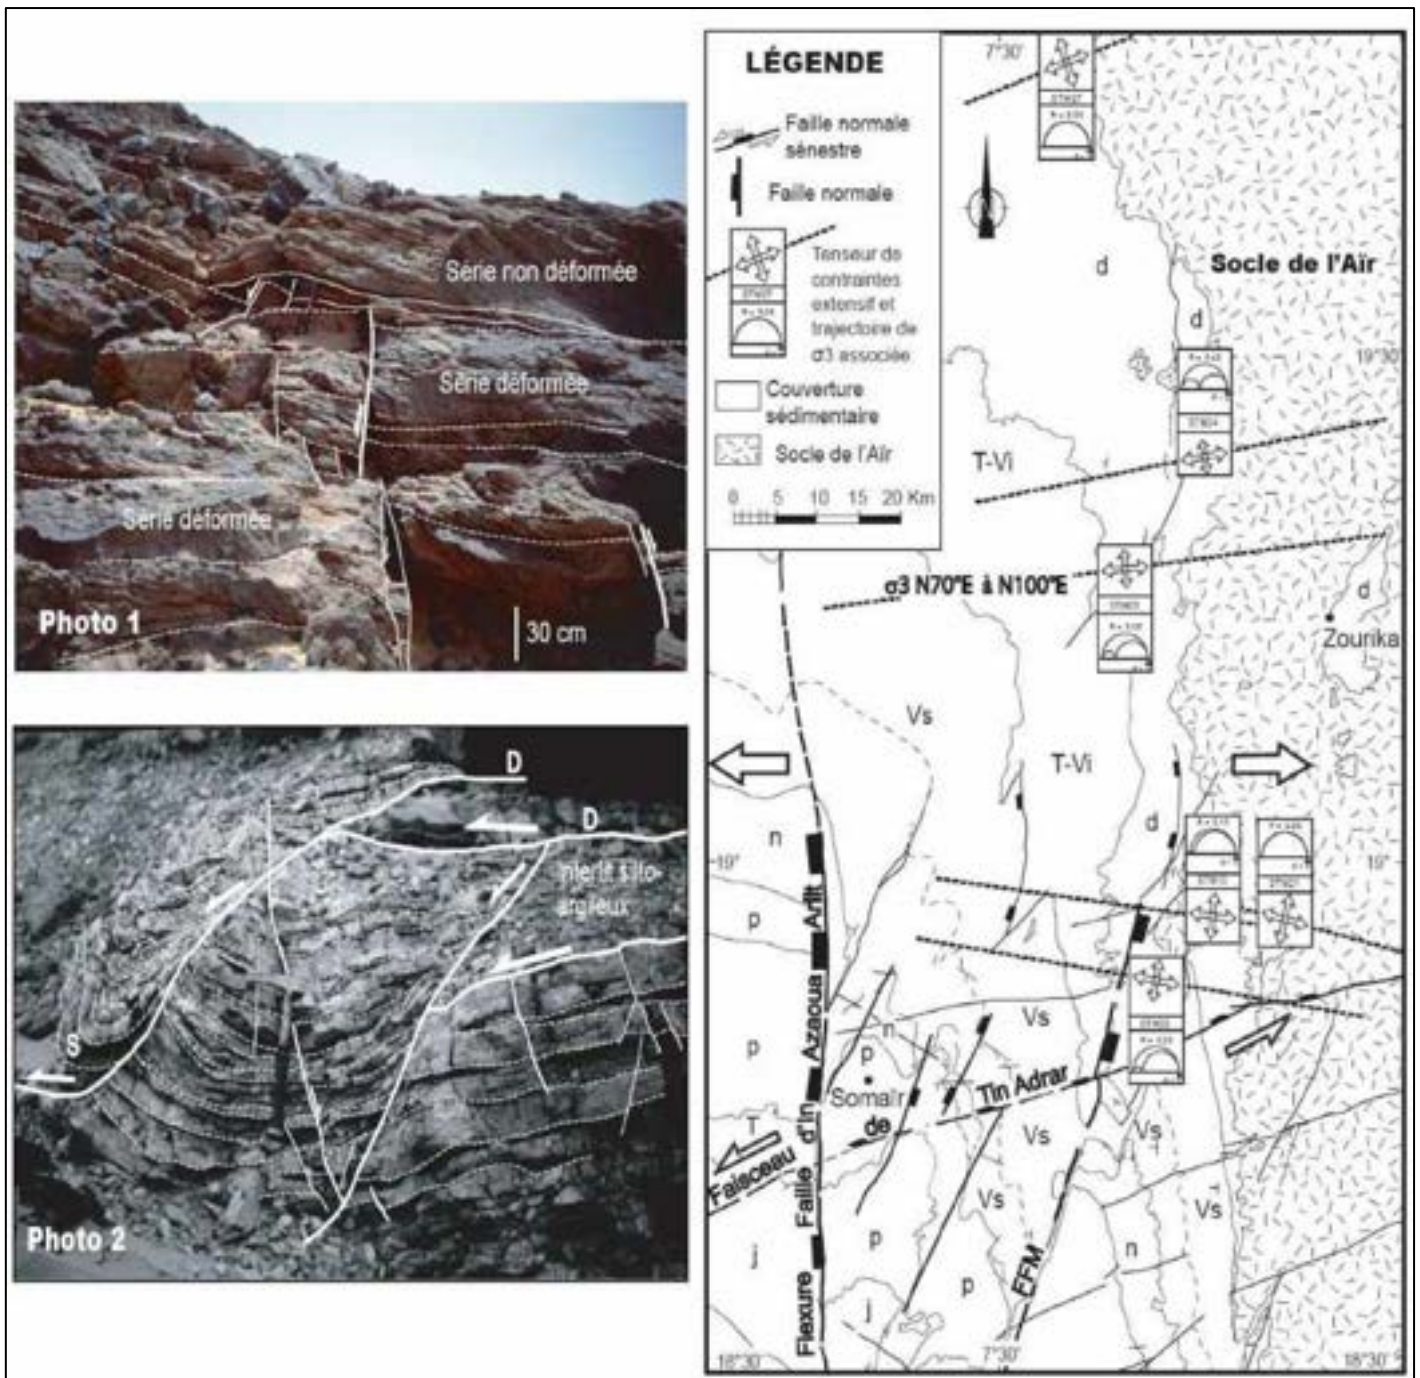 Série non déformée
Série déformée
Série déformée
Photo 1
30 cm
D
D
Interlit silto-
argileux
S
Photo 2
LÉGENDE
Faille normale
sénestre
Faille normale
Tenseur de
contraintes
extensif et
trajectoire de
σ3 associée
Couverture
sédimentaire
Socle de l'Aïr
0 5 10 15 20 Km
7°30'
d
Socle de l'Aïr
d
19°30'
T-Vi
σ3 N70°E à N100°E
d
Zourika
Vs
T-Vi
n
d
19°
19°
p
Vs
n
p
p
Somaïr
T
Vs
Vs
Faisceau de Tin Adrar
Flexure Faille d'In Azaoua Arlit
Vs
Vs
j
p
p
EFM
n
j
18°30'
7°30'
18°30'